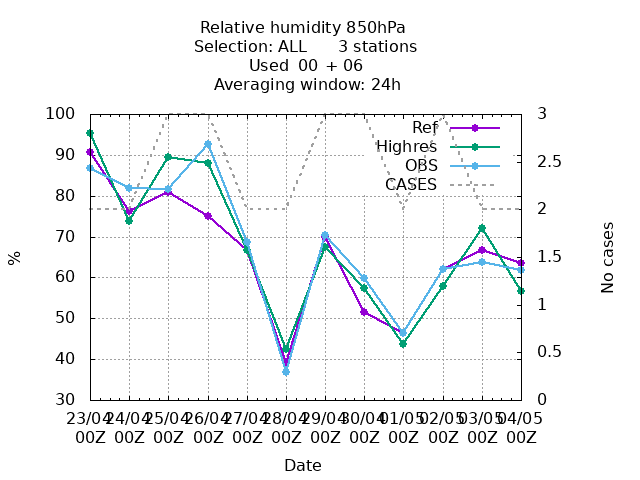 Relative humidity 850hPa
Selection: ALL      3 stations
Used  00 + 06
Averaging window: 24h
100
90
80
70
60
50
40
30
%
3
2.5
2
1.5
1
0.5
0
No cases
Ref
Highres
OBS
CASES
23/04 24/04 25/04 26/04 27/04 28/04 29/04 30/04 01/05 02/05 03/05 04/05
00Z 00Z 00Z 00Z 00Z 00Z 00Z 00Z 00Z 00Z 00Z 00Z
Date